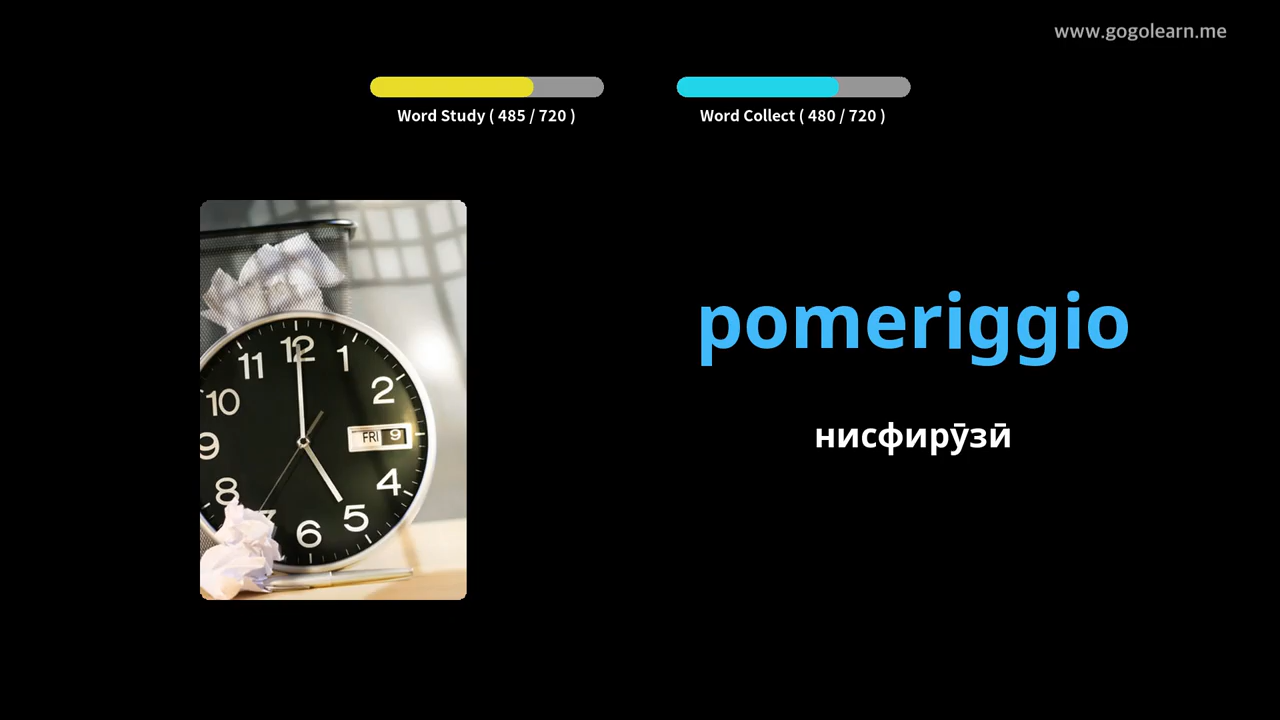 www.gogolearn.me
Word Study ( 485 / 720 )
Word Collect ( 480 / 720 )
12
11
1
10
2
9
FRI 9
8
4
7
5
6
pomeriggio
нисфирӯзӣ